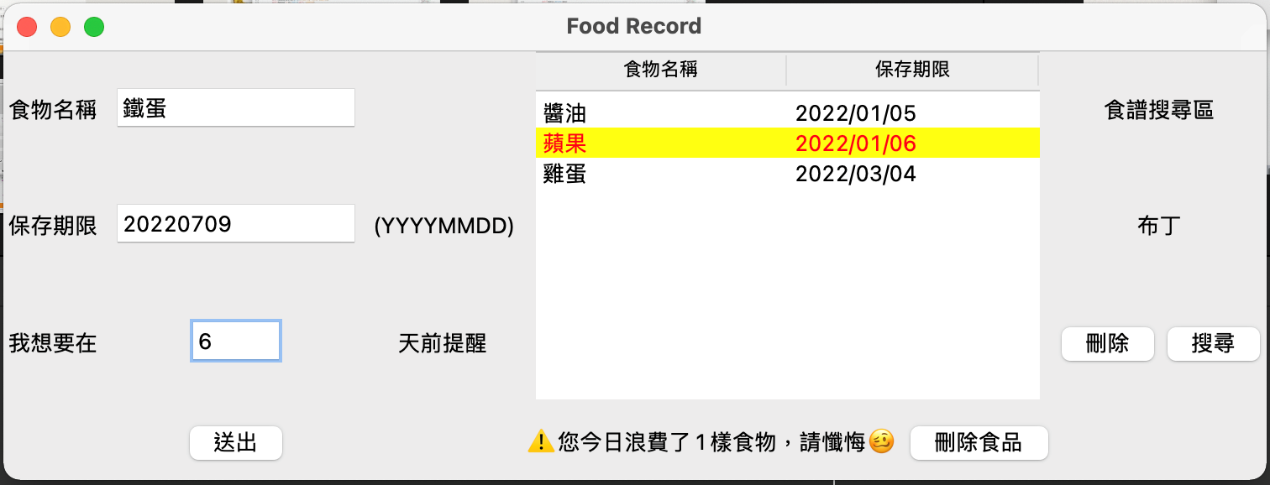 Food Record
食物名稱
鐵蛋
保存期限
20220709
(YYYYMMDD)
我想要在
6
天前提醒
送出
食物名稱 保存期限
醬油 2022/01/05
蘋果 2022/01/06
雞蛋 2022/03/04
⚠️您今日浪費了1樣食物，請懺悔🥴
刪除食品
食譜搜尋區
布丁
刪除
搜尋